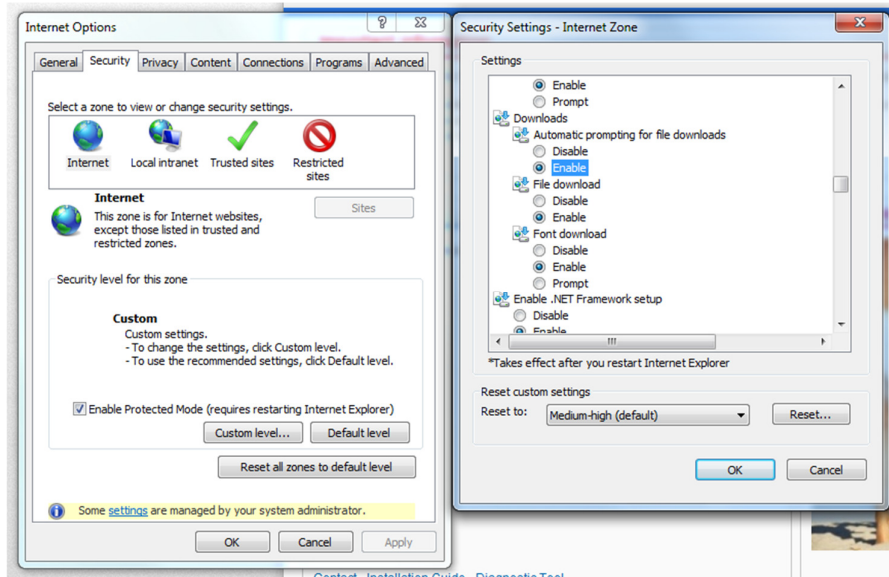 Internet Options
General Security Privacy Content Connections Programs Advanced
Select a zone to view or change security settings.
Internet Local intranet Trusted sites Restricted
sites
Internet
This zone is for Internet websites,
except those listed in trusted and
restricted zones.
Sites
Security level for this zone
Custom
Custom settings.
- To change the settings, click Custom level.
- To use the recommended settings, click Default level.
Enable Protected Mode (requires restarting Internet Explorer)
Custom level... Default level
Reset all zones to default level
Some settings are managed by your system administrator.
OK Cancel Apply
Security Settings - Internet Zone
Settings
Enable
Prompt
Downloads
Automatic prompting for file downloads
Disable
Enable
File download
Disable
Enable
Font download
Disable
Enable
Prompt
Enable .NET Framework setup
Disable
Enable
*Takes effect after you restart Internet Explorer
Reset custom settings
Reset to: Medium-high (default) Reset...
OK Cancel
Contact Installation Guide Diagnostic Tool